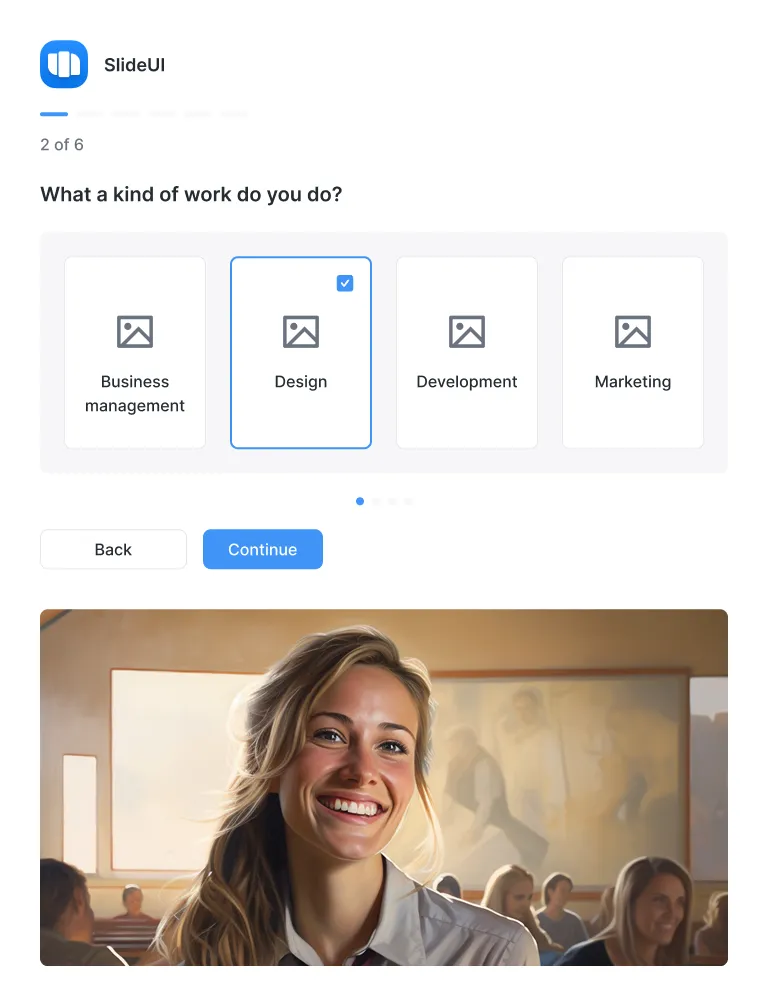 SlideUI
2 of 6
What a kind of work do you do?
Business
management
Design
Development
Marketing
Back
Continue